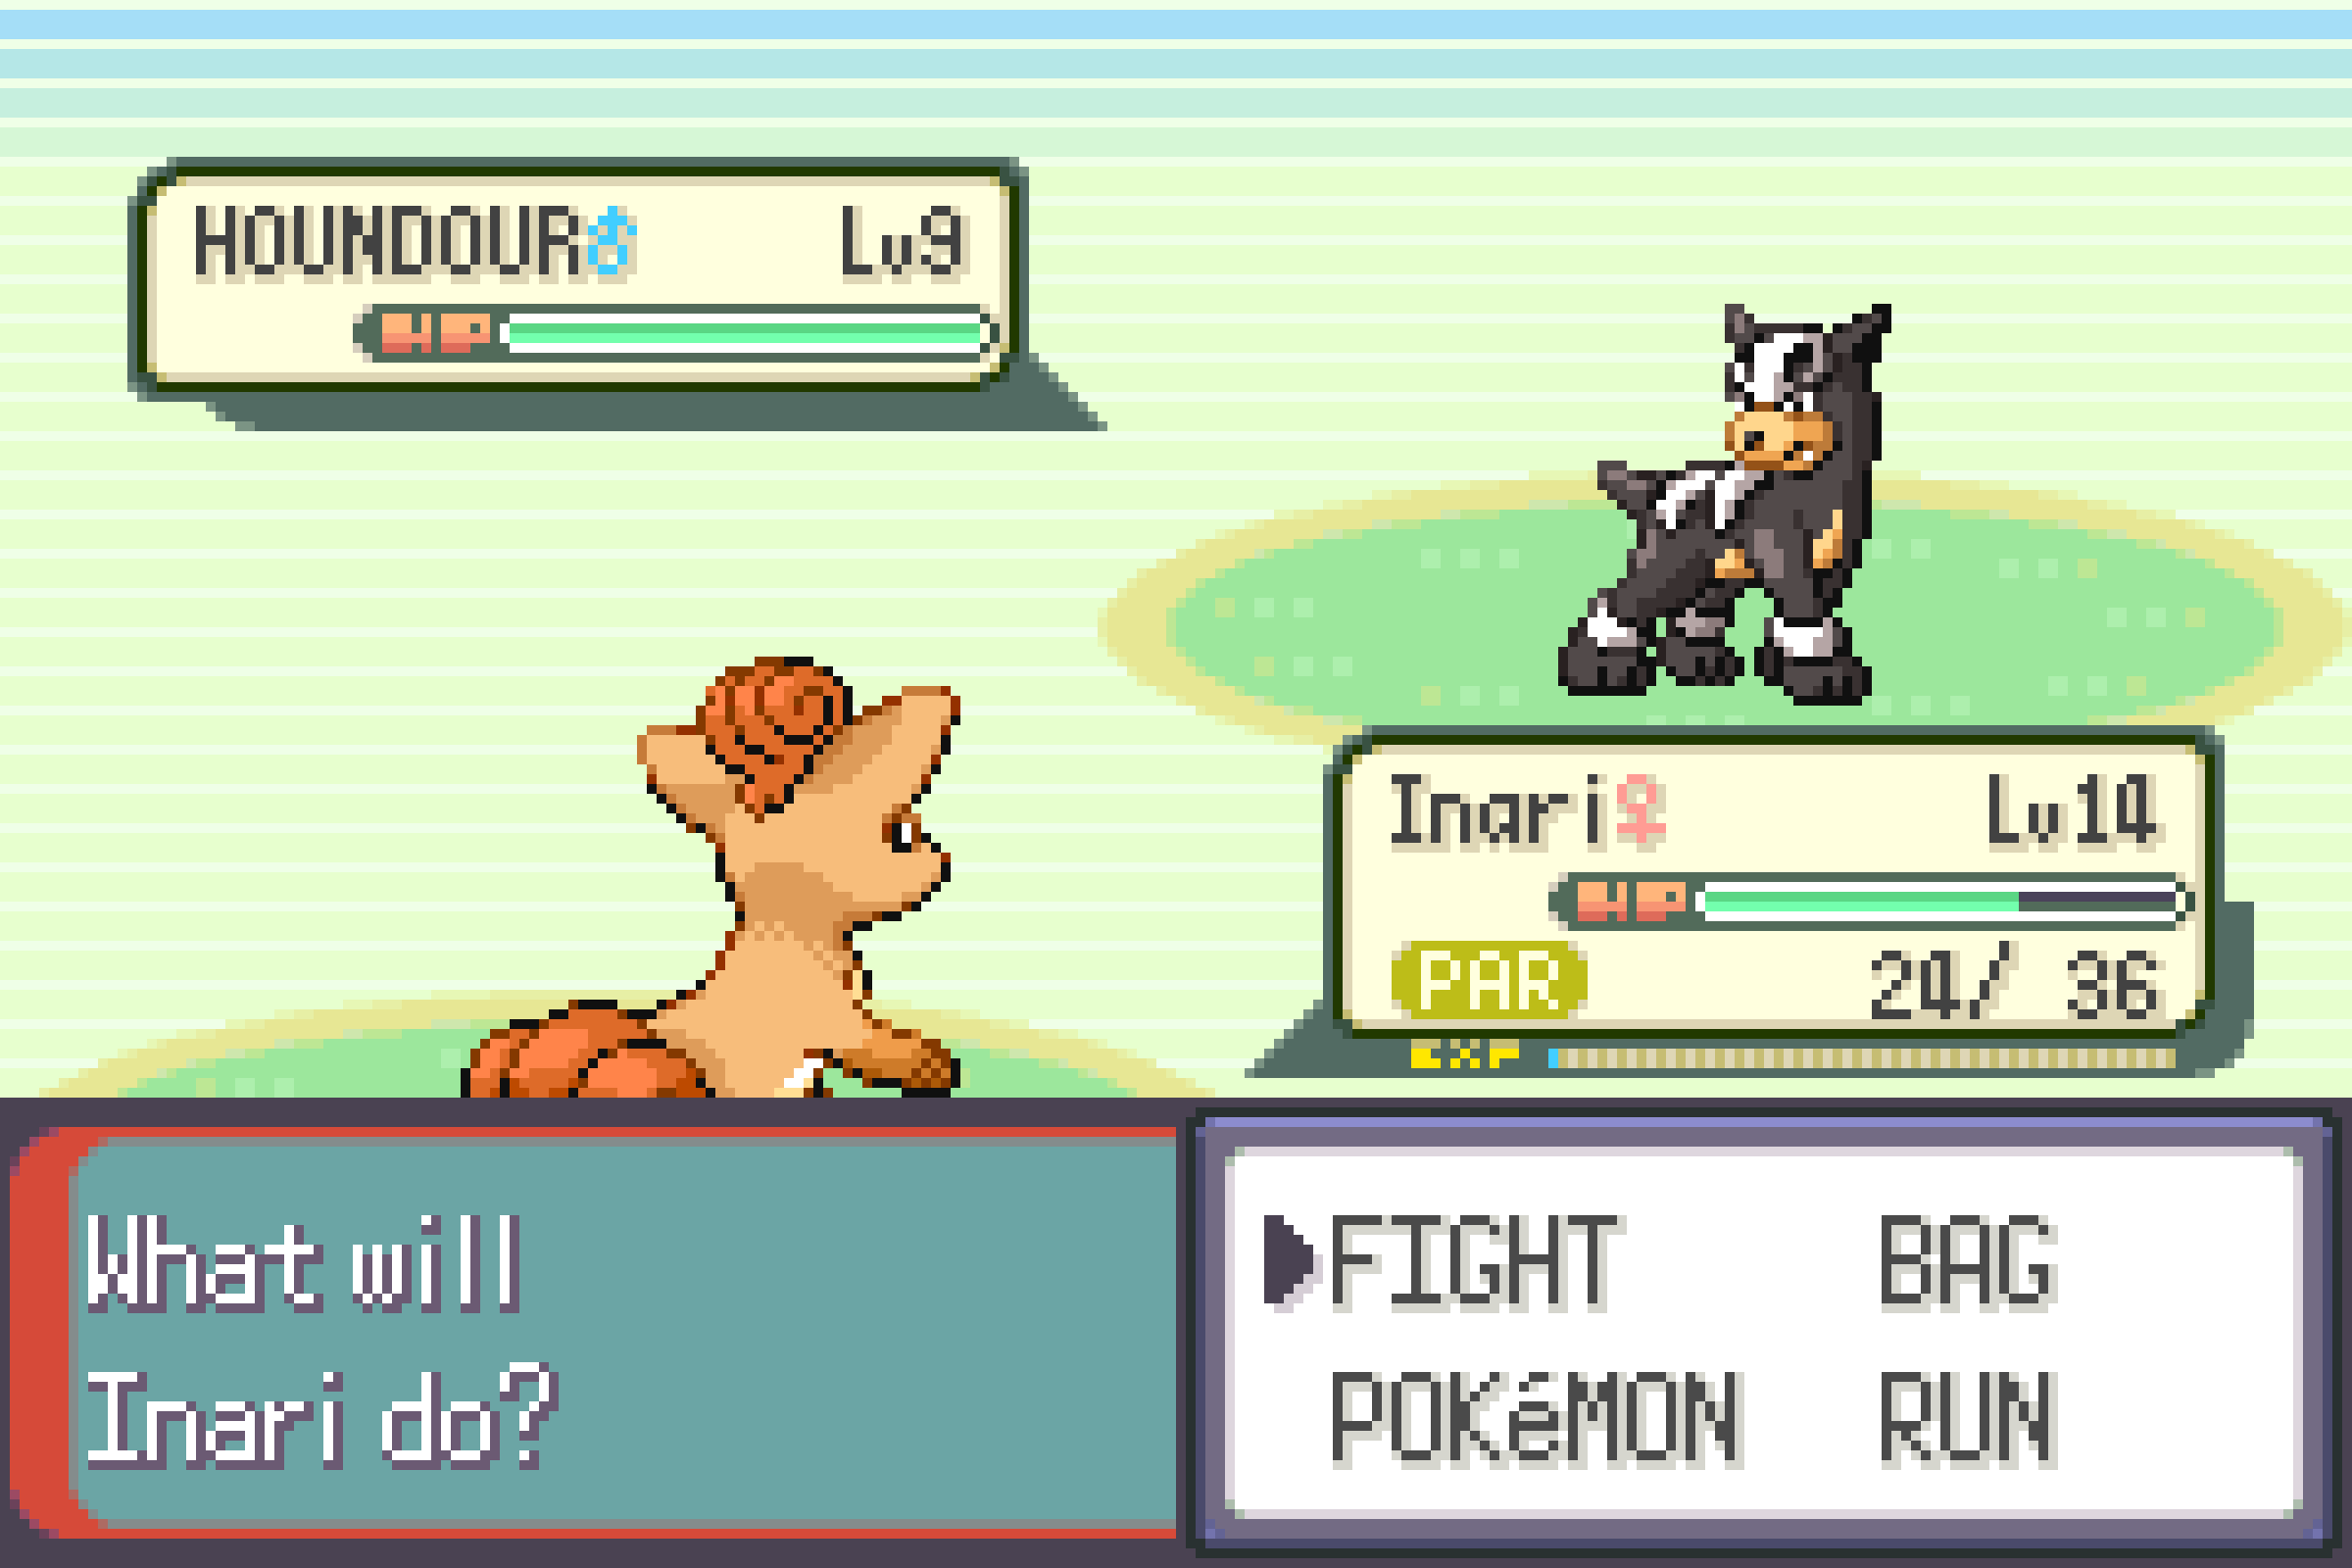 HOUNDOUR♂ Lv9
HP
Inari♀ Lv14
HP
PAR 24/ 36
EXP
What will
Inari do?
FIGHT BAG
POKéMON RUN